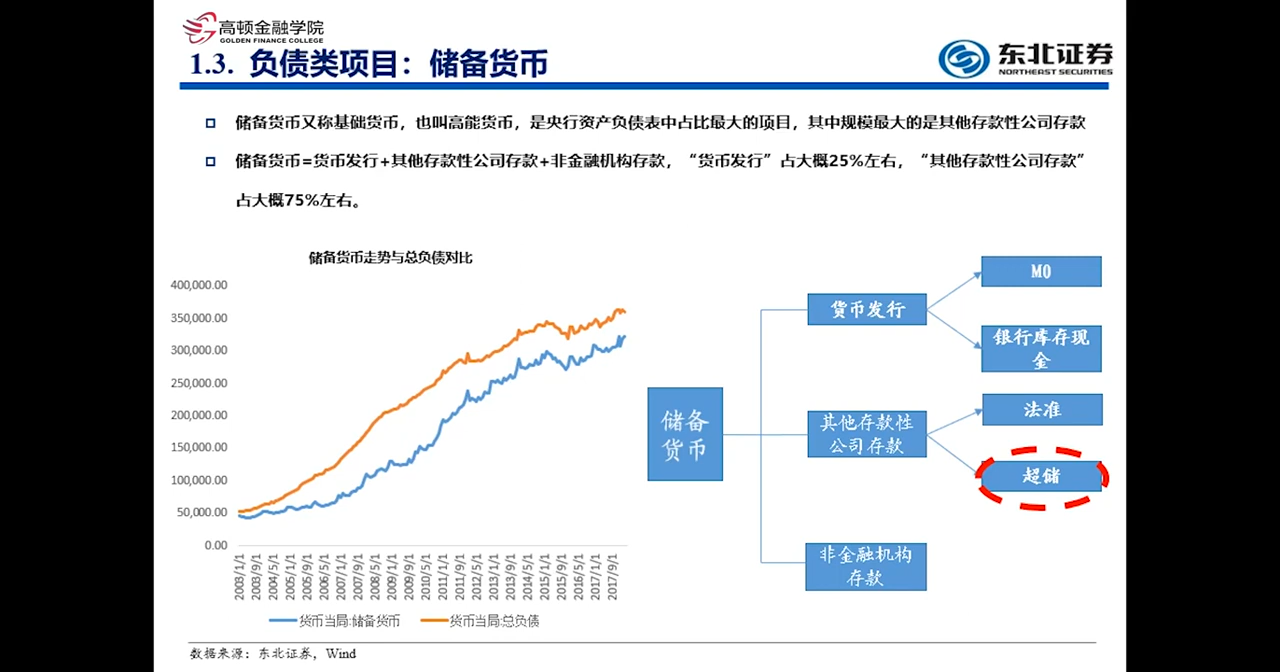 高顿金融学院
GOLDEN FINANCE COLLEGE
1.3. 负债类项目：储备货币
东北证券
NORTHEAST SECURITIES
储备货币又称基础货币，也叫高能货币，是央行资产负债表中占比最大的项目，其中规模最大的是其他存款性公司存款
储备货币=货币发行+其他存款性公司存款+非金融机构存款，“货币发行”占大概25%左右，“其他存款性公司存款”
占大概75%左右。
储备货币走势与总负债对比
400,000.00
350,000.00
300,000.00
250,000.00
200,000.00
150,000.00
100,000.00
50,000.00
0.00
2003/1/1
2003/9/1
2004/5/1
2005/1/1
2005/9/1
2006/5/1
2007/1/1
2007/9/1
2008/5/1
2009/1/1
2009/9/1
2010/5/1
2011/1/1
2011/9/1
2012/5/1
2013/1/1
2013/9/1
2014/5/1
2015/1/1
2015/9/1
2016/5/1
2017/1/1
2017/9/1
货币当局:储备货币
货币当局:总负债
储备
货币
货币发行
M0
银行库存现
金
其他存款性
公司存款
法准
超储
非金融机构
存款
数据来源：东北证券，Wind